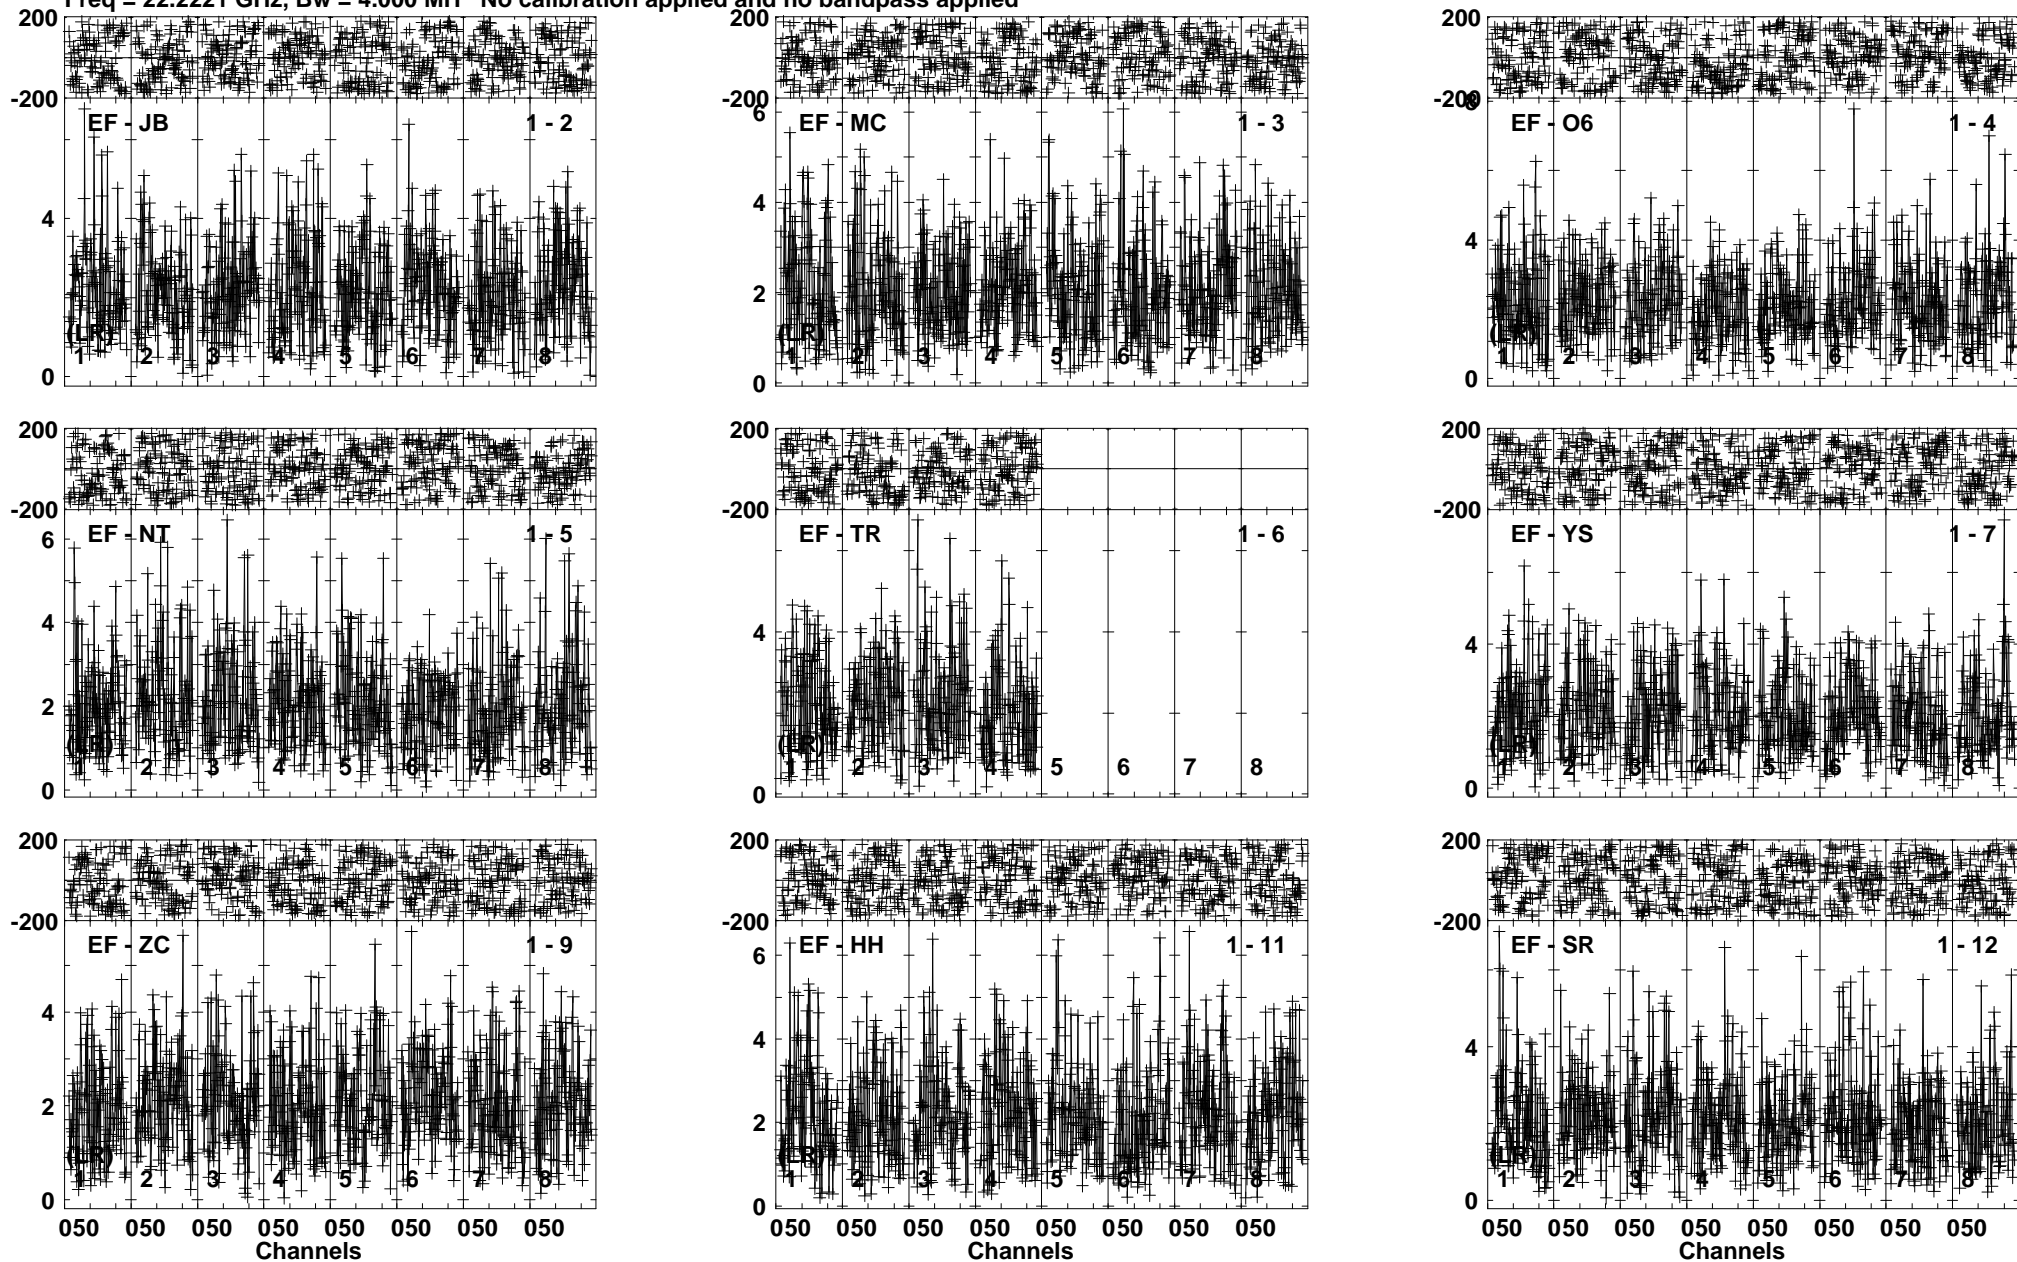 Freq = 22.2221 GHz, Bw = 4.000 MH No calibration applied and no bandpass applied
200 200 200
-200 -200 -200
8
EF - JB 1 - 2 EF - MC 1 - 3 EF - O6 1 - 4
6
4 4 4
2
(LR) (LR) (LR)
1 2 3 4 5 6 7 8 1 2 3 4 5 6 7 8 1 2 3 4 5 6 7 8
0 0 0
200 200 200
-200 -200 -200
EF - NT 1 - 5 EF - TR 1 - 6 EF - YS 1 - 7
6
4 4 4
2
(LR) (LR) (LR)
1 2 3 4 5 6 7 8 1 2 3 4 5 6 7 8 1 2 3 4 5 6 7 8
0 0 0
200 200 200
-200 -200 -200
EF - ZC 1 - 9 EF - HH 1 - 11 EF - SR 1 - 12
6
4 4 4
2 2
(LR) (LR) (LR)
1 2 3 4 5 6 7 8 1 2 3 4 5 6 7 8 1 2 3 4 5 6 7 8
0 0 0
050 050 050 050 050 050 050 050 050 050 050 050 050 050 050 050 050 050 050 050 050 050 050 050
Channels Channels Channels